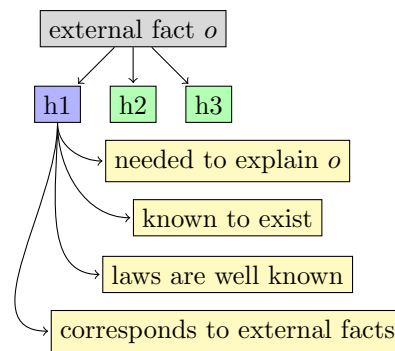 external fact o
h1 h2 h3
needed to explain o
known to exist
laws are well known
corresponds to external facts